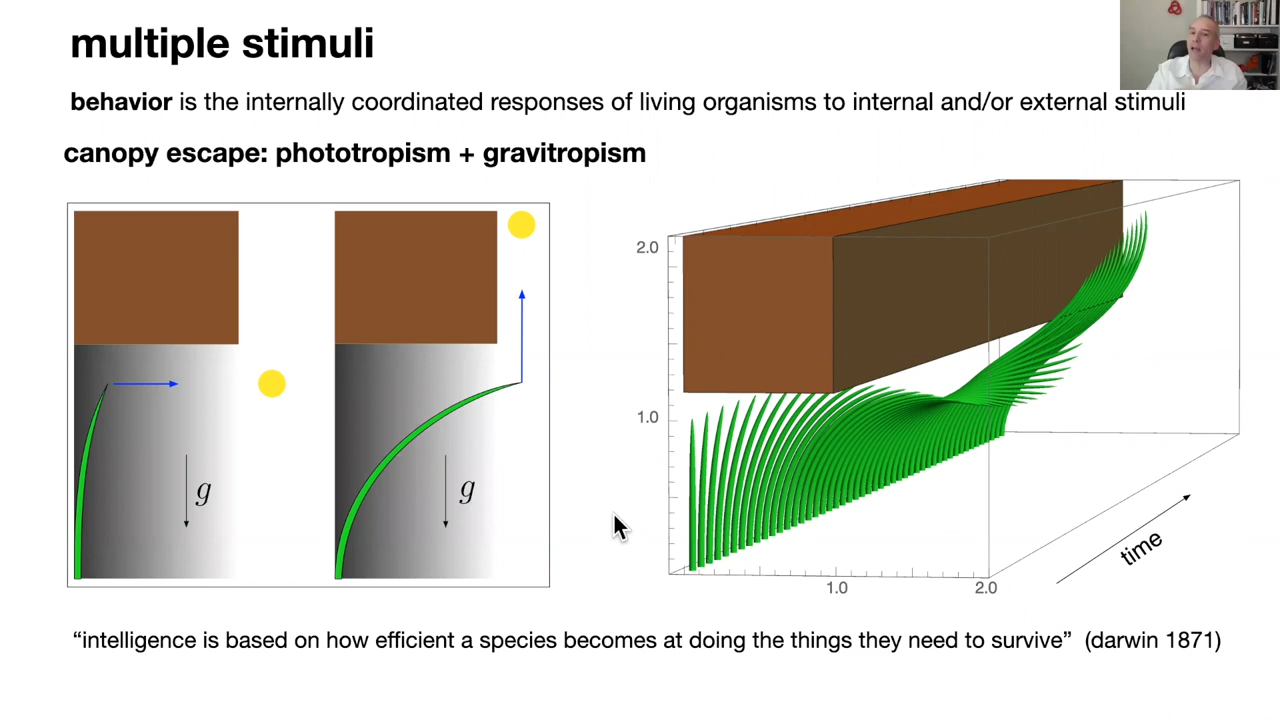 multiple stimuli
behavior is the internally coordinated responses of living organisms to internal and/or external stimuli
canopy escape: phototropism + gravitropism
g
g
2.0
1.0
1.0
2.0
time
“intelligence is based on how efficient a species becomes at doing the things they need to survive” (darwin 1871)